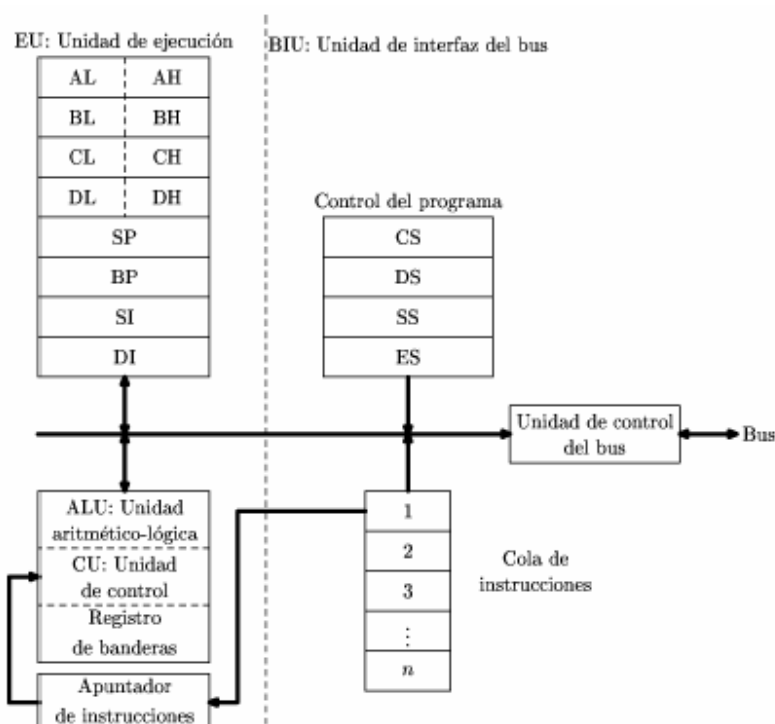 EU: Unidad de ejecución
BIU: Unidad de interfaz del bus
AL AH
BL BH
CL CH
DL DH
SP
BP
SI
DI
Control del programa
CS
DS
SS
ES
Unidad de control
del bus
Bus
ALU: Unidad
aritmético-lógica
CU: Unidad
de control
Registro
de banderas
Apuntador
de instrucciones
1
2
3
⋮
n
Cola de
instrucciones